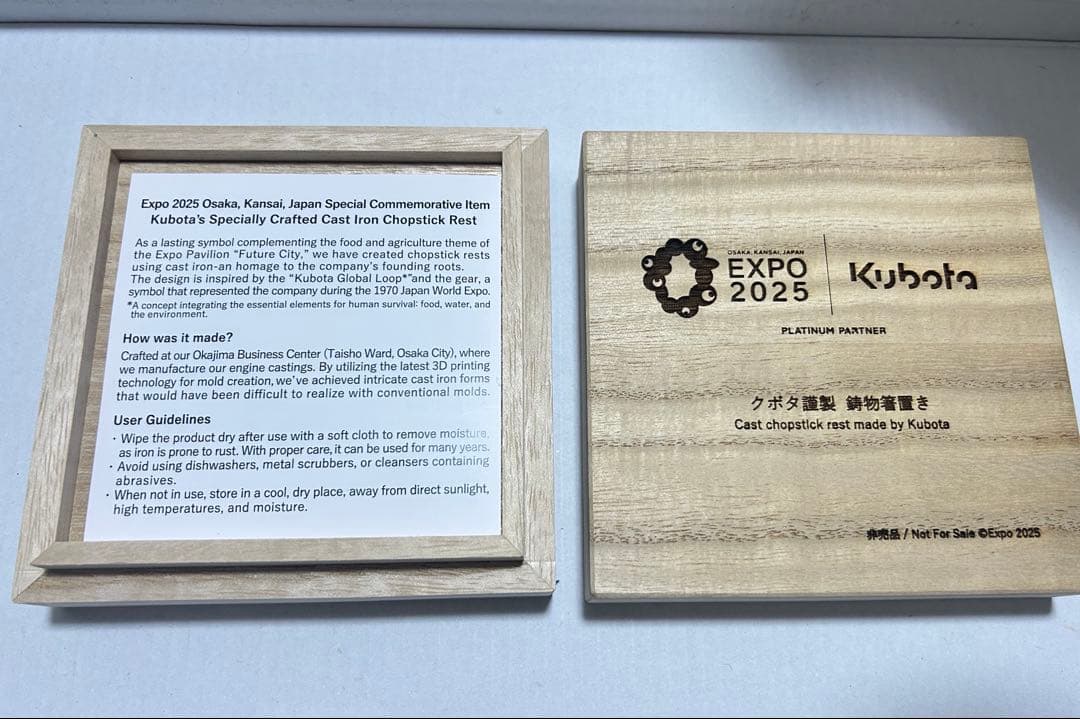 Expo 2025 Osaka, Kansai, Japan Special Commemorative Item
Kubota's Specially Crafted Cast Iron Chopstick Rest
As a lasting symbol complementing the food and agriculture theme of
the Expo Pavilion "Future City," we have created chopstick rests
using cast iron-an homage to the company's founding roots.
The design is inspired by the "Kubota Global Loop*"and the gear, a
symbol that represented the company during the 1970 Japan World Expo.
*A concept integrating the essential elements for human survival: food, water, and
the environment.
How was it made?
Crafted at our Okajima Business Center (Taisho Ward, Osaka City), where
we manufacture our engine castings. By utilizing the latest 3D printing
technology for mold creation, we've achieved intricate cast iron forms
that would have been difficult to realize with conventional molds.
User Guidelines
・Wipe the product dry after use with a soft cloth to remove moisture,
as iron is prone to rust. With proper care, it can be used for many years.
・Avoid using dishwashers, metal scrubbers, or cleansers containing
abrasives.
・When not in use, store in a cool, dry place, away from direct sunlight,
high temperatures, and moisture.
OSAKA, KANSAI, JAPAN
EXPO
2025
Kubota
PLATINUM PARTNER
クボタ謹製 鋳物箸置き
Cast chopstick rest made by Kubota
非売品 / Not For Sale ©Expo 2025